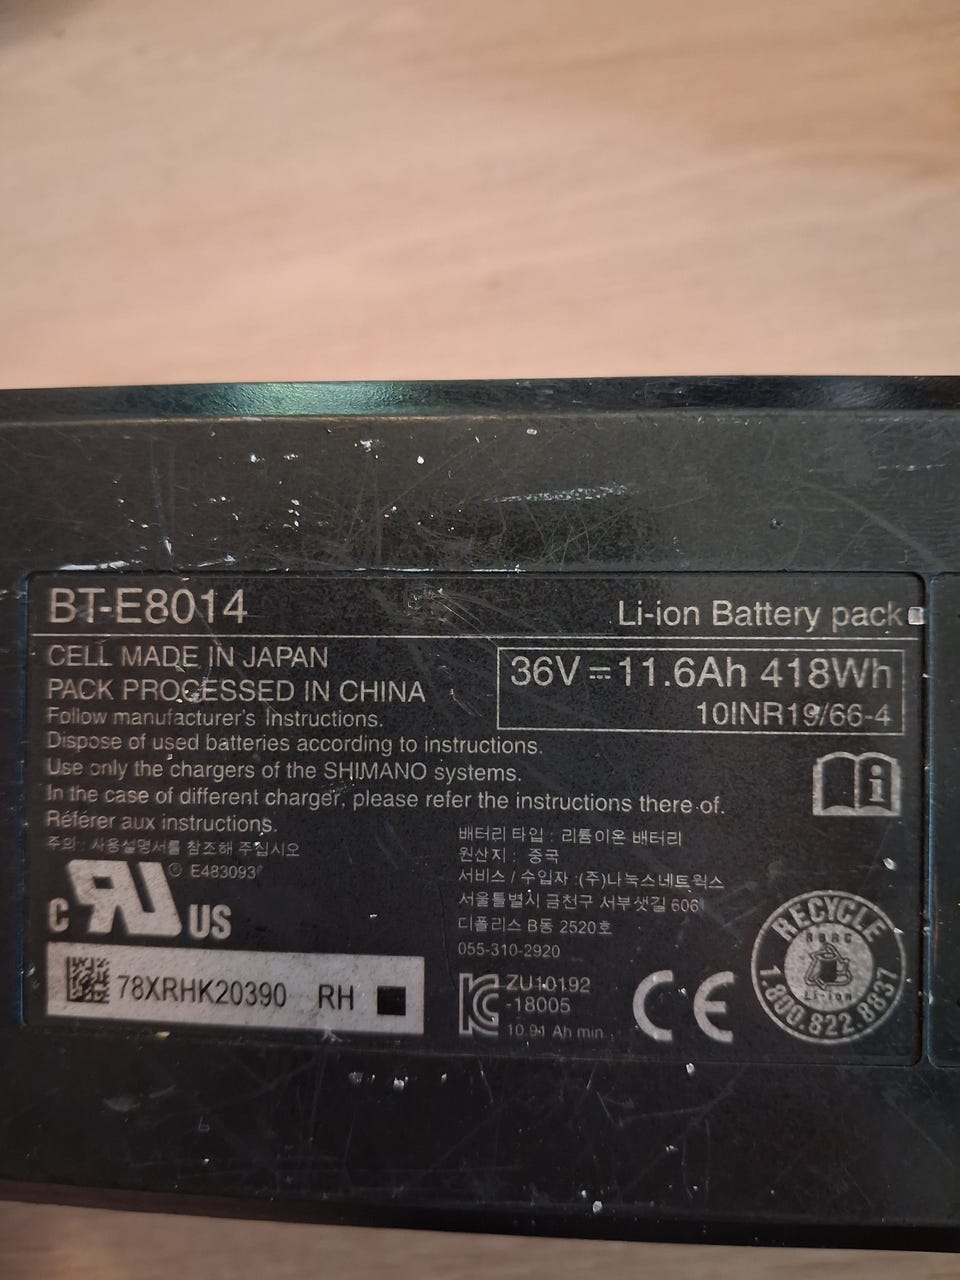 BT-E8014
Li-ion Battery pack
CELL MADE IN JAPAN
PACK PROCESSED IN CHINA
36V⎓11.6Ah 418Wh
10INR19/66-4
Follow manufacturer's Instructions.
Dispose of used batteries according to instructions.
Use only the chargers of the SHIMANO systems.
In the case of different charger, please refer the instructions there of.
Référer aux instructions.
주의 : 사용설명서를 참조해 주십시오
E483093
C RU US
78XRHK20390 RH
배터리 타입 : 리튬이온 배터리
원산지 : 중국
서비스 / 수입자 :(주)나눅스네트웍스
서울특별시 금천구 서부샛길 606
디폴리스 B동 2520호
055-310-2920
KC ZU10192
-18005
10.91 Ah min.
CE
RECYCLE
RBRC
Li-ion
1.800.822.8837